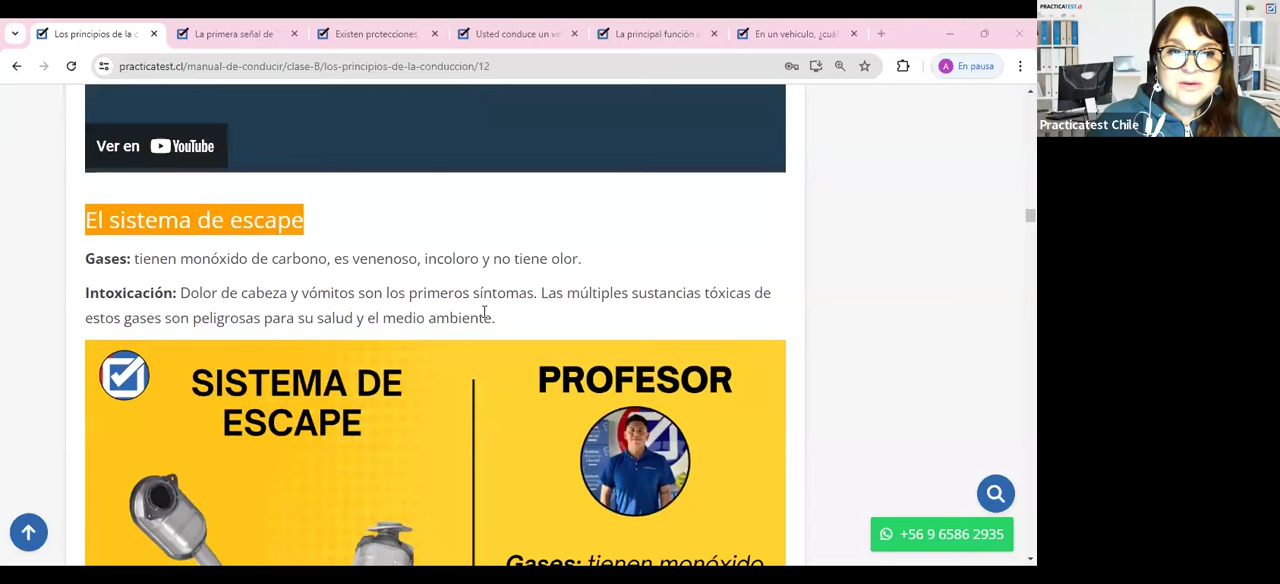 Los principios de la c
La primera señal de
Existen protecciones
Usted conduce un ve
La principal función
En un vehículo, ¿cuá
practicatest.cl/manual-de-conducir/clase-B/los-principios-de-la-conduccion/12
A
En pausa
PRACTICATEST.cl
Practicatest Chile
Ver en YouTube
El sistema de escape
Gases: tienen monóxido de carbono, es venenoso, incoloro y no tiene olor.
Intoxicación: Dolor de cabeza y vómitos son los primeros síntomas. Las múltiples sustancias tóxicas de
estos gases son peligrosas para su salud y el medio ambiente.
SISTEMA DE
ESCAPE
PROFESOR
Gases: tienen monóxido
+56 9 6586 2935